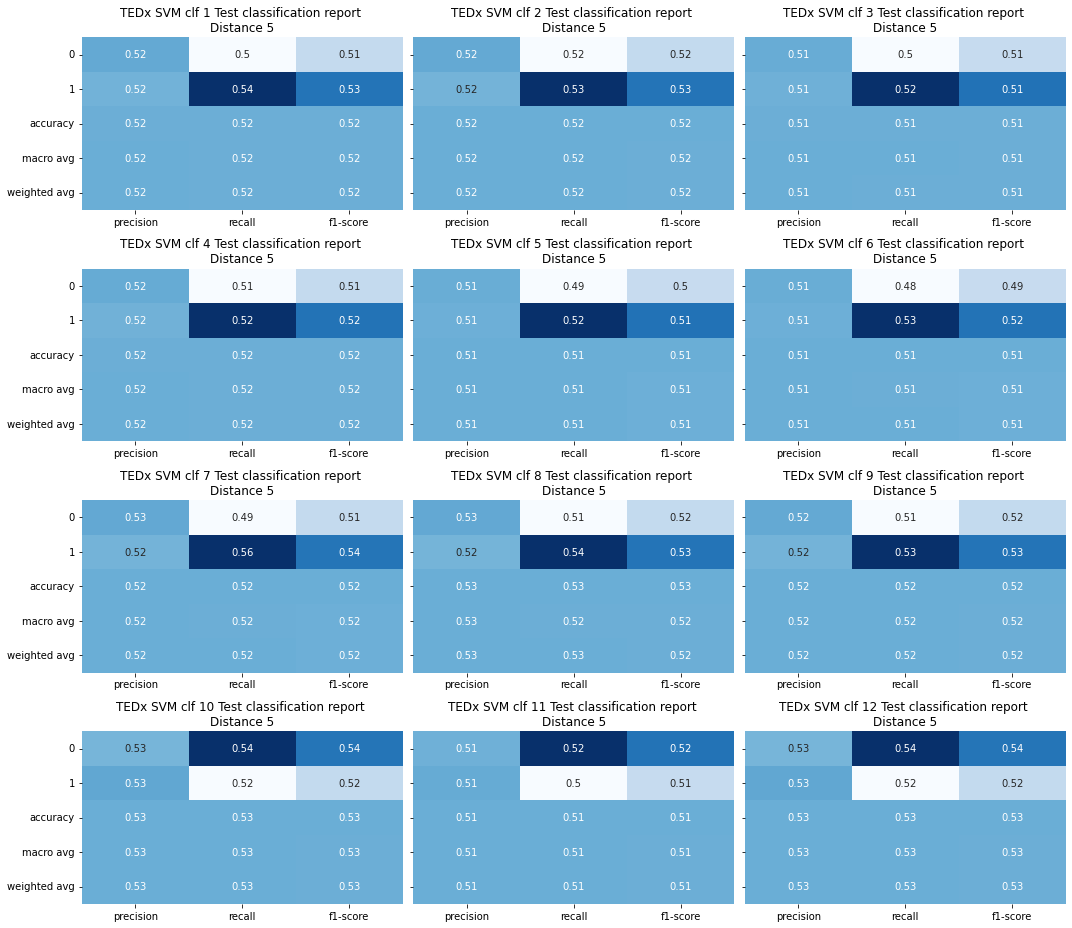 TEDx SVM clf 1 Test classification report
Distance 5
0 0.52 0.5 0.51
1 0.52 0.54 0.53
accuracy 0.52 0.52 0.52
macro avg 0.52 0.52 0.52
weighted avg 0.52 0.52 0.52
precision recall f1-score
TEDx SVM clf 2 Test classification report
Distance 5
0.52 0.52 0.52
0.52 0.53 0.53
0.52 0.52 0.52
0.52 0.52 0.52
0.52 0.52 0.52
precision recall f1-score
TEDx SVM clf 3 Test classification report
Distance 5
0.51 0.5 0.51
0.51 0.52 0.51
0.51 0.51 0.51
0.51 0.51 0.51
0.51 0.51 0.51
precision recall f1-score
TEDx SVM clf 4 Test classification report
Distance 5
0 0.52 0.51 0.51
1 0.52 0.52 0.52
accuracy 0.52 0.52 0.52
macro avg 0.52 0.52 0.52
weighted avg 0.52 0.52 0.52
precision recall f1-score
TEDx SVM clf 5 Test classification report
Distance 5
0.51 0.49 0.5
0.51 0.52 0.51
0.51 0.51 0.51
0.51 0.51 0.51
0.51 0.51 0.51
precision recall f1-score
TEDx SVM clf 6 Test classification report
Distance 5
0.51 0.48 0.49
0.51 0.53 0.52
0.51 0.51 0.51
0.51 0.51 0.51
0.51 0.51 0.51
precision recall f1-score
TEDx SVM clf 7 Test classification report
Distance 5
0 0.53 0.49 0.51
1 0.52 0.56 0.54
accuracy 0.52 0.52 0.52
macro avg 0.52 0.52 0.52
weighted avg 0.52 0.52 0.52
precision recall f1-score
TEDx SVM clf 8 Test classification report
Distance 5
0.53 0.51 0.52
0.52 0.54 0.53
0.53 0.53 0.53
0.53 0.52 0.52
0.53 0.53 0.52
precision recall f1-score
TEDx SVM clf 9 Test classification report
Distance 5
0.52 0.51 0.52
0.52 0.53 0.53
0.52 0.52 0.52
0.52 0.52 0.52
0.52 0.52 0.52
precision recall f1-score
TEDx SVM clf 10 Test classification report
Distance 5
0 0.53 0.54 0.54
1 0.53 0.52 0.52
accuracy 0.53 0.53 0.53
macro avg 0.53 0.53 0.53
weighted avg 0.53 0.53 0.53
precision recall f1-score
TEDx SVM clf 11 Test classification report
Distance 5
0.51 0.52 0.52
0.51 0.5 0.51
0.51 0.51 0.51
0.51 0.51 0.51
0.51 0.51 0.51
precision recall f1-score
TEDx SVM clf 12 Test classification report
Distance 5
0.53 0.54 0.54
0.53 0.52 0.52
0.53 0.53 0.53
0.53 0.53 0.53
0.53 0.53 0.53
precision recall f1-score